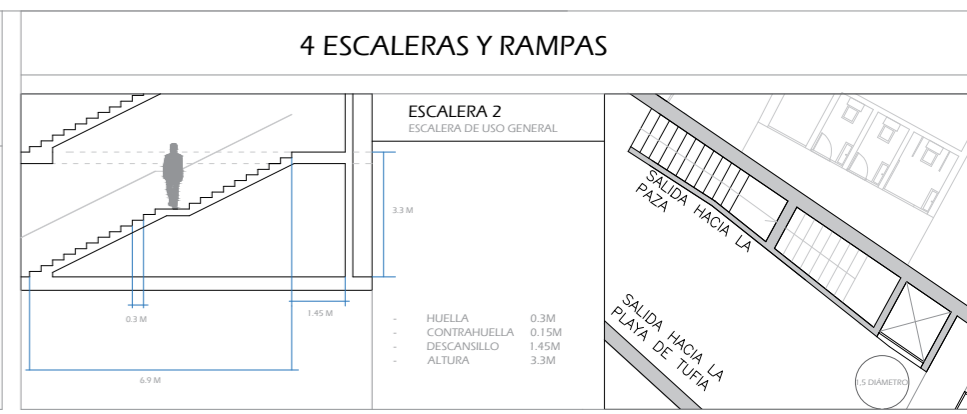 4 ESCALERAS Y RAMPAS
ESCALERA 2
ESCALERA DE USO GENERAL
3.3 M
0.3 M
1.45 M
6.9 M
- HUELLA 0.3M
- CONTRAHUELLA 0.15M
- DESCANSILLO 1.45M
- ALTURA 3.3M
SALIDA HACIA LA
PAZA
SALIDA HACIA LA
PLAYA DE TUFIA
1,5 DIÁMETRO